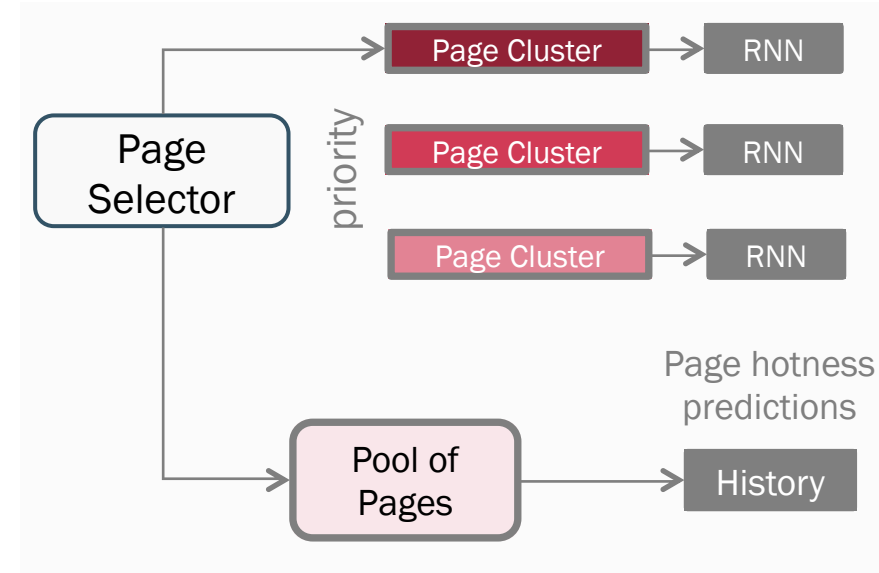 Page Cluster
RNN
Page
Selector
priority
Page Cluster
RNN
Page Cluster
RNN
Page hotness
predictions
Pool of
Pages
History